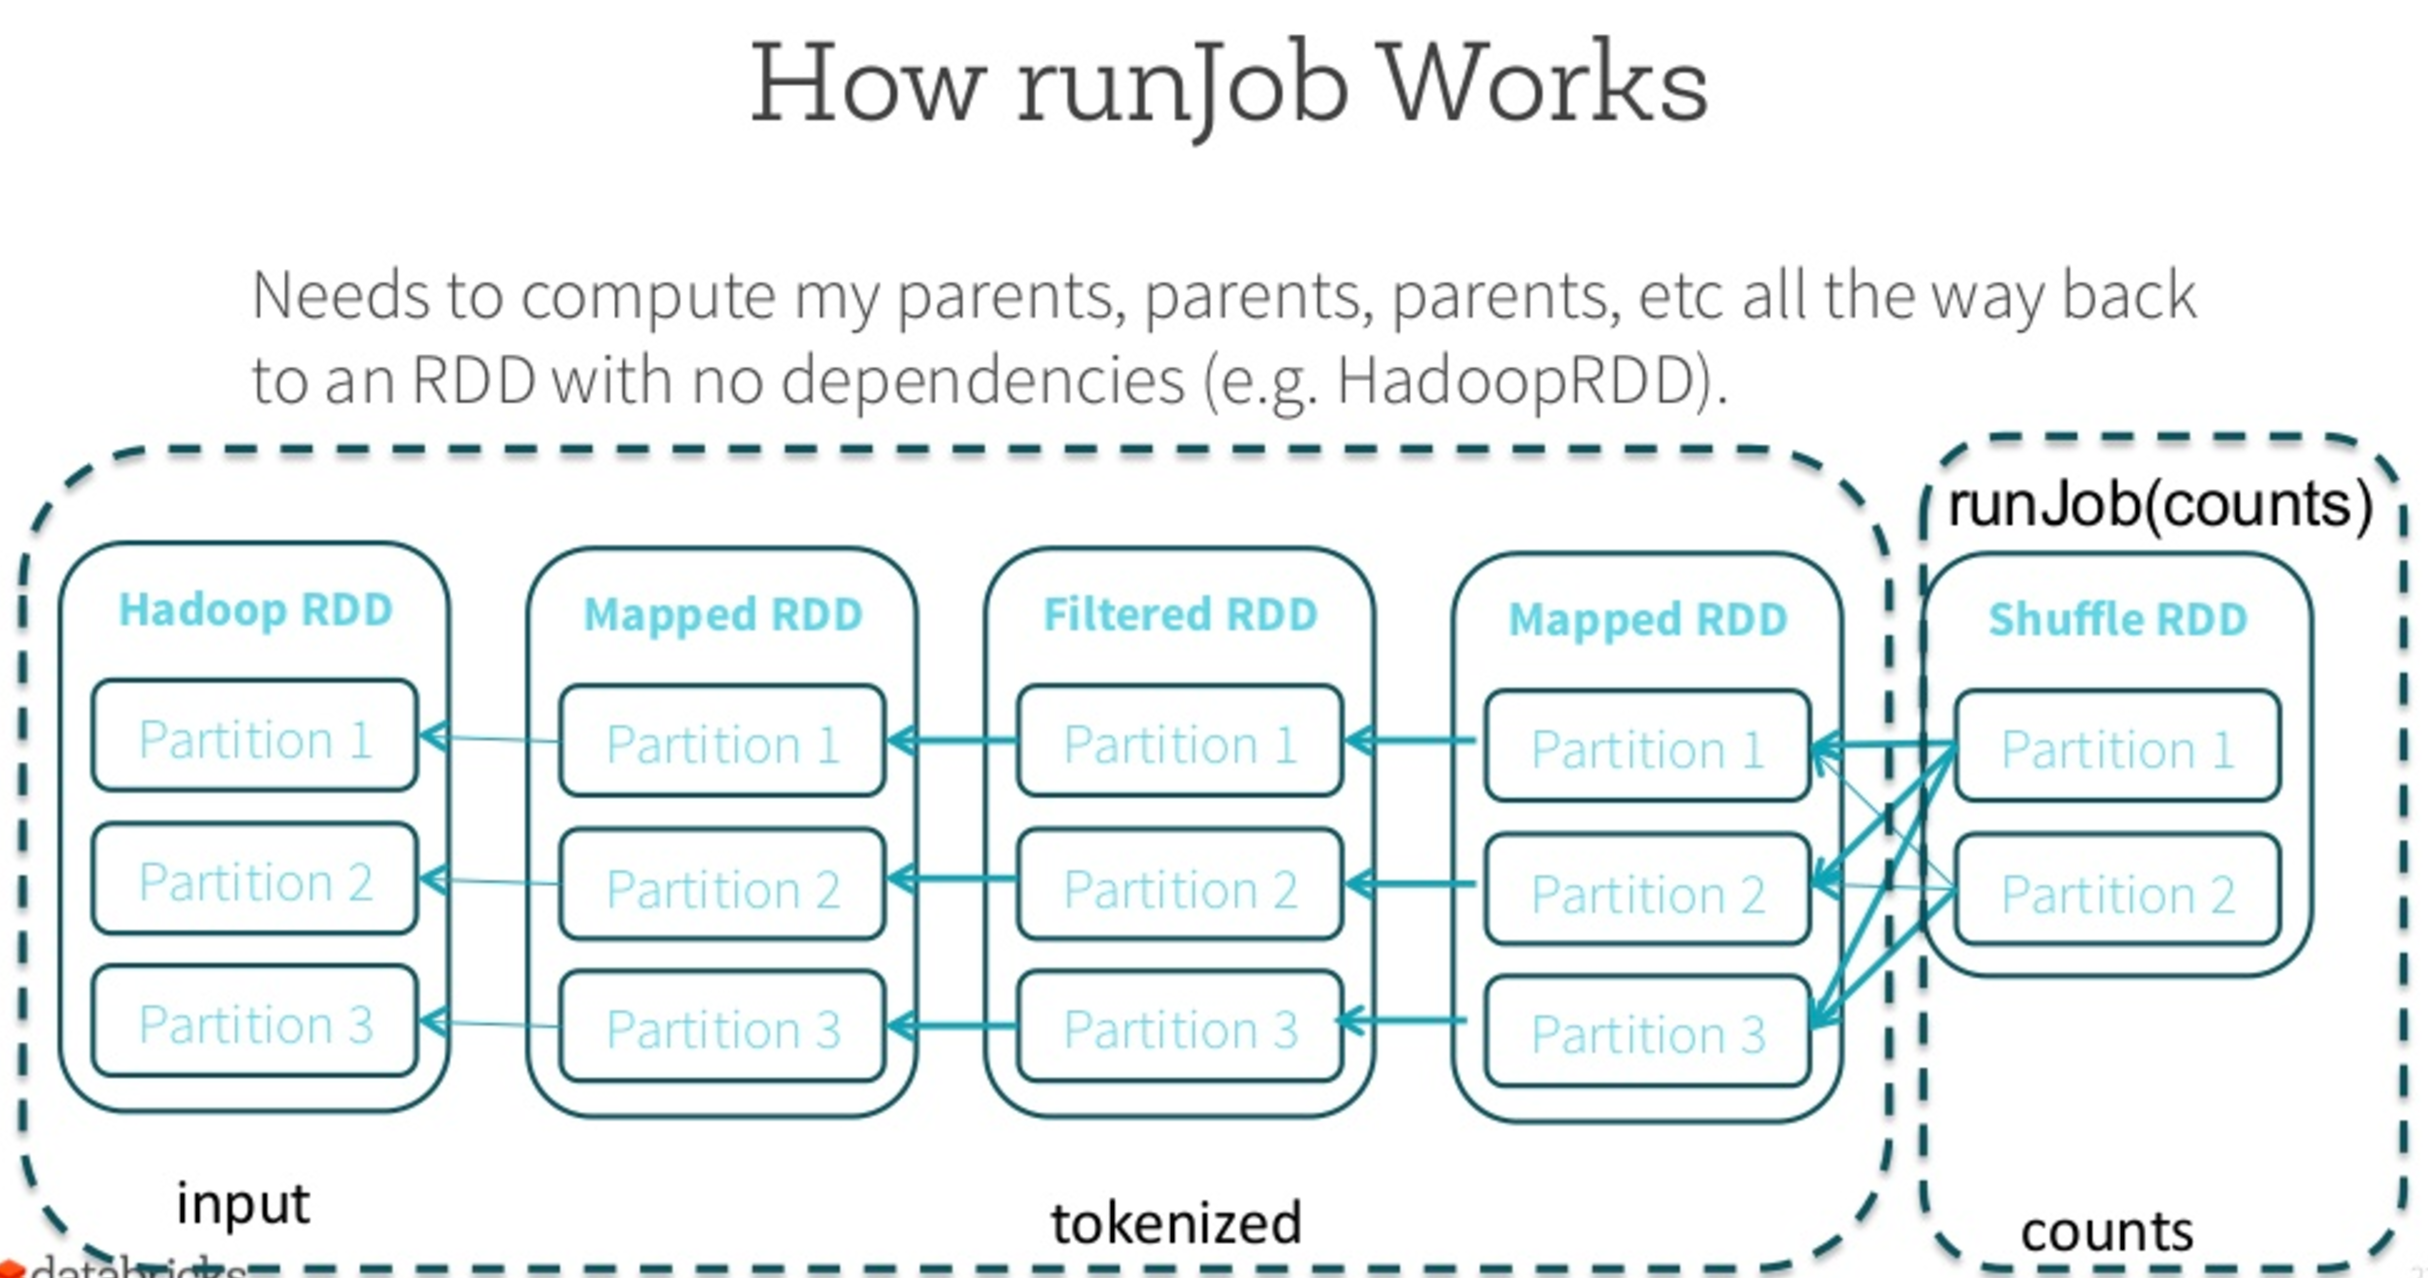 How runJob Works
Needs to compute my parents, parents, parents, etc all the way back
to an RDD with no dependencies (e.g. HadoopRDD).
runJob(counts)
Hadoop RDD
Partition 1
Partition 2
Partition 3
Mapped RDD
Partition 1
Partition 2
Partition 3
Filtered RDD
Partition 1
Partition 2
Partition 3
Mapped RDD
Partition 1
Partition 2
Partition 3
Shuffle RDD
Partition 1
Partition 2
input
tokenized
counts
databricks